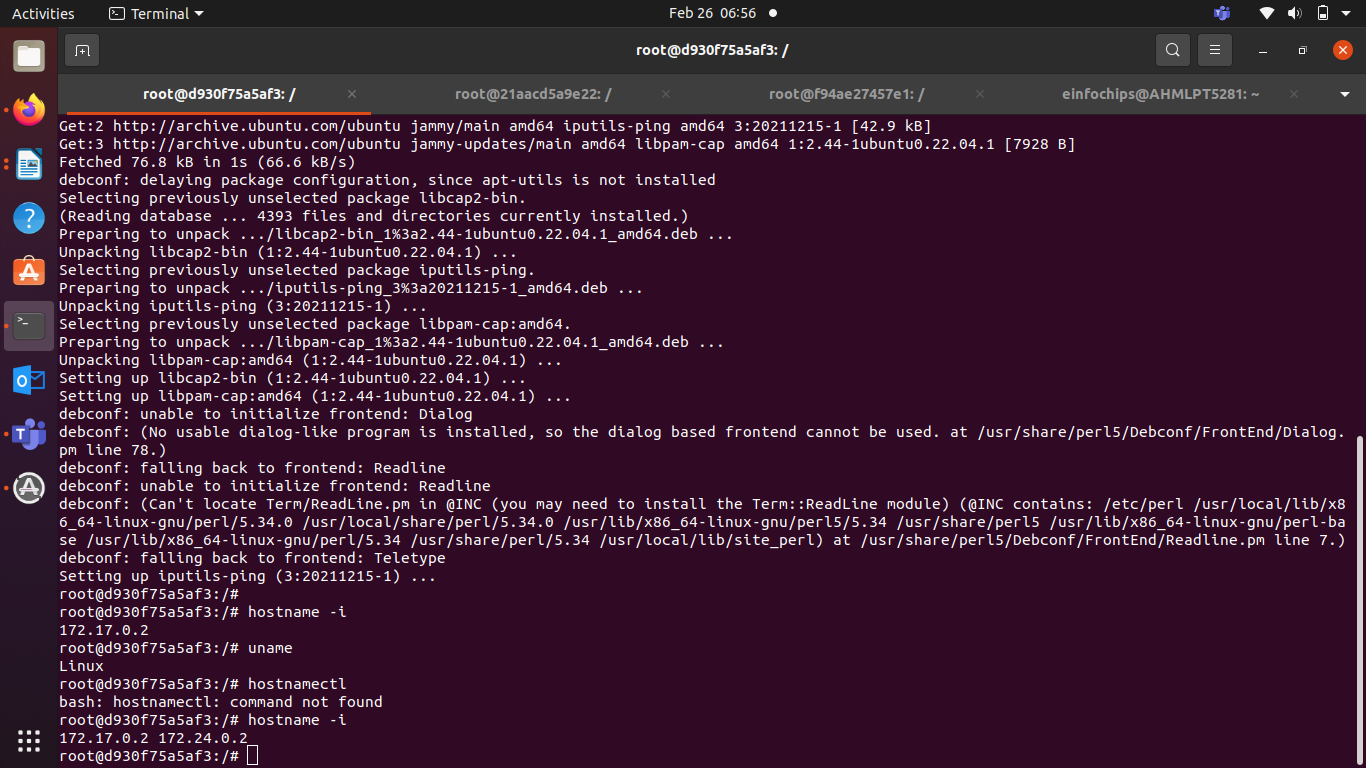 Activities
Terminal
Feb 26 06:56
root@d930f75a5af3: /
root@d930f75a5af3: /
root@21aacd5a9e22: /
root@f94ae27457e1: /
einfochips@AHMLPT5281: ~
Get:2 http://archive.ubuntu.com/ubuntu jammy/main amd64 iputils-ping amd64 3:20211215-1 [42.9 kB]
Get:3 http://archive.ubuntu.com/ubuntu jammy-updates/main amd64 libpam-cap amd64 1:2.44-1ubuntu0.22.04.1 [7928 B]
Fetched 76.8 kB in 1s (66.6 kB/s)
debconf: delaying package configuration, since apt-utils is not installed
Selecting previously unselected package libcap2-bin.
(Reading database ... 4393 files and directories currently installed.)
Preparing to unpack .../libcap2-bin_1%3a2.44-1ubuntu0.22.04.1_amd64.deb ...
Unpacking libcap2-bin (1:2.44-1ubuntu0.22.04.1) ...
Selecting previously unselected package iputils-ping.
Preparing to unpack .../iputils-ping_3%3a20211215-1_amd64.deb ...
Unpacking iputils-ping (3:20211215-1) ...
Selecting previously unselected package libpam-cap:amd64.
Preparing to unpack .../libpam-cap_1%3a2.44-1ubuntu0.22.04.1_amd64.deb ...
Unpacking libpam-cap:amd64 (1:2.44-1ubuntu0.22.04.1) ...
Setting up libcap2-bin (1:2.44-1ubuntu0.22.04.1) ...
Setting up libpam-cap:amd64 (1:2.44-1ubuntu0.22.04.1) ...
debconf: unable to initialize frontend: Dialog
debconf: (No usable dialog-like program is installed, so the dialog based frontend cannot be used. at /usr/share/perl5/Debconf/FrontEnd/Dialog.
pm line 78.)
debconf: falling back to frontend: Readline
debconf: unable to initialize frontend: Readline
debconf: (Can't locate Term/ReadLine.pm in @INC (you may need to install the Term::ReadLine module) (@INC contains: /etc/perl /usr/local/lib/x8
6_64-linux-gnu/perl/5.34.0 /usr/local/share/perl/5.34.0 /usr/lib/x86_64-linux-gnu/perl5/5.34 /usr/share/perl5 /usr/lib/x86_64-linux-gnu/perl-ba
se /usr/lib/x86_64-linux-gnu/perl/5.34 /usr/share/perl/5.34 /usr/local/lib/site_perl) at /usr/share/perl5/Debconf/FrontEnd/Readline.pm line 7.)
debconf: falling back to frontend: Teletype
Setting up iputils-ping (3:20211215-1) ...
root@d930f75a5af3:/#
root@d930f75a5af3:/# hostname -i
172.17.0.2
root@d930f75a5af3:/# uname
Linux
root@d930f75a5af3:/# hostnamectl
bash: hostnamectl: command not found
root@d930f75a5af3:/# hostname -i
172.17.0.2 172.24.0.2
root@d930f75a5af3:/#